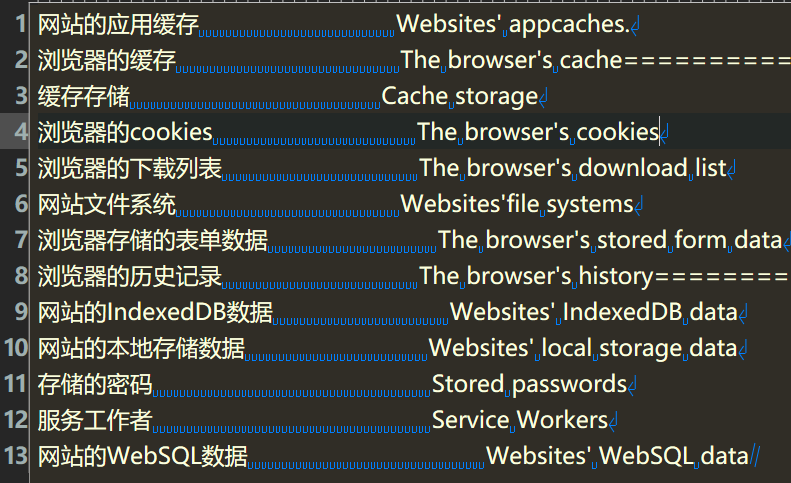 1 网站的应用缓存 Websites' appcaches.
2 浏览器的缓存 The browser's cache===========
3 缓存存储 Cache storage
4 浏览器的cookies The browser's cookies
5 浏览器的下载列表 The browser's download list
6 网站文件系统 Websites'file systems
7 浏览器存储的表单数据 The browser's stored form data
8 浏览器的历史记录 The browser's history=========
9 网站的IndexedDB数据 Websites' IndexedDB data
10 网站的本地存储数据 Websites' local storage data
11 存储的密码 Stored passwords
12 服务工作者 Service Workers
13 网站的WebSQL数据 Websites' WebSQL data